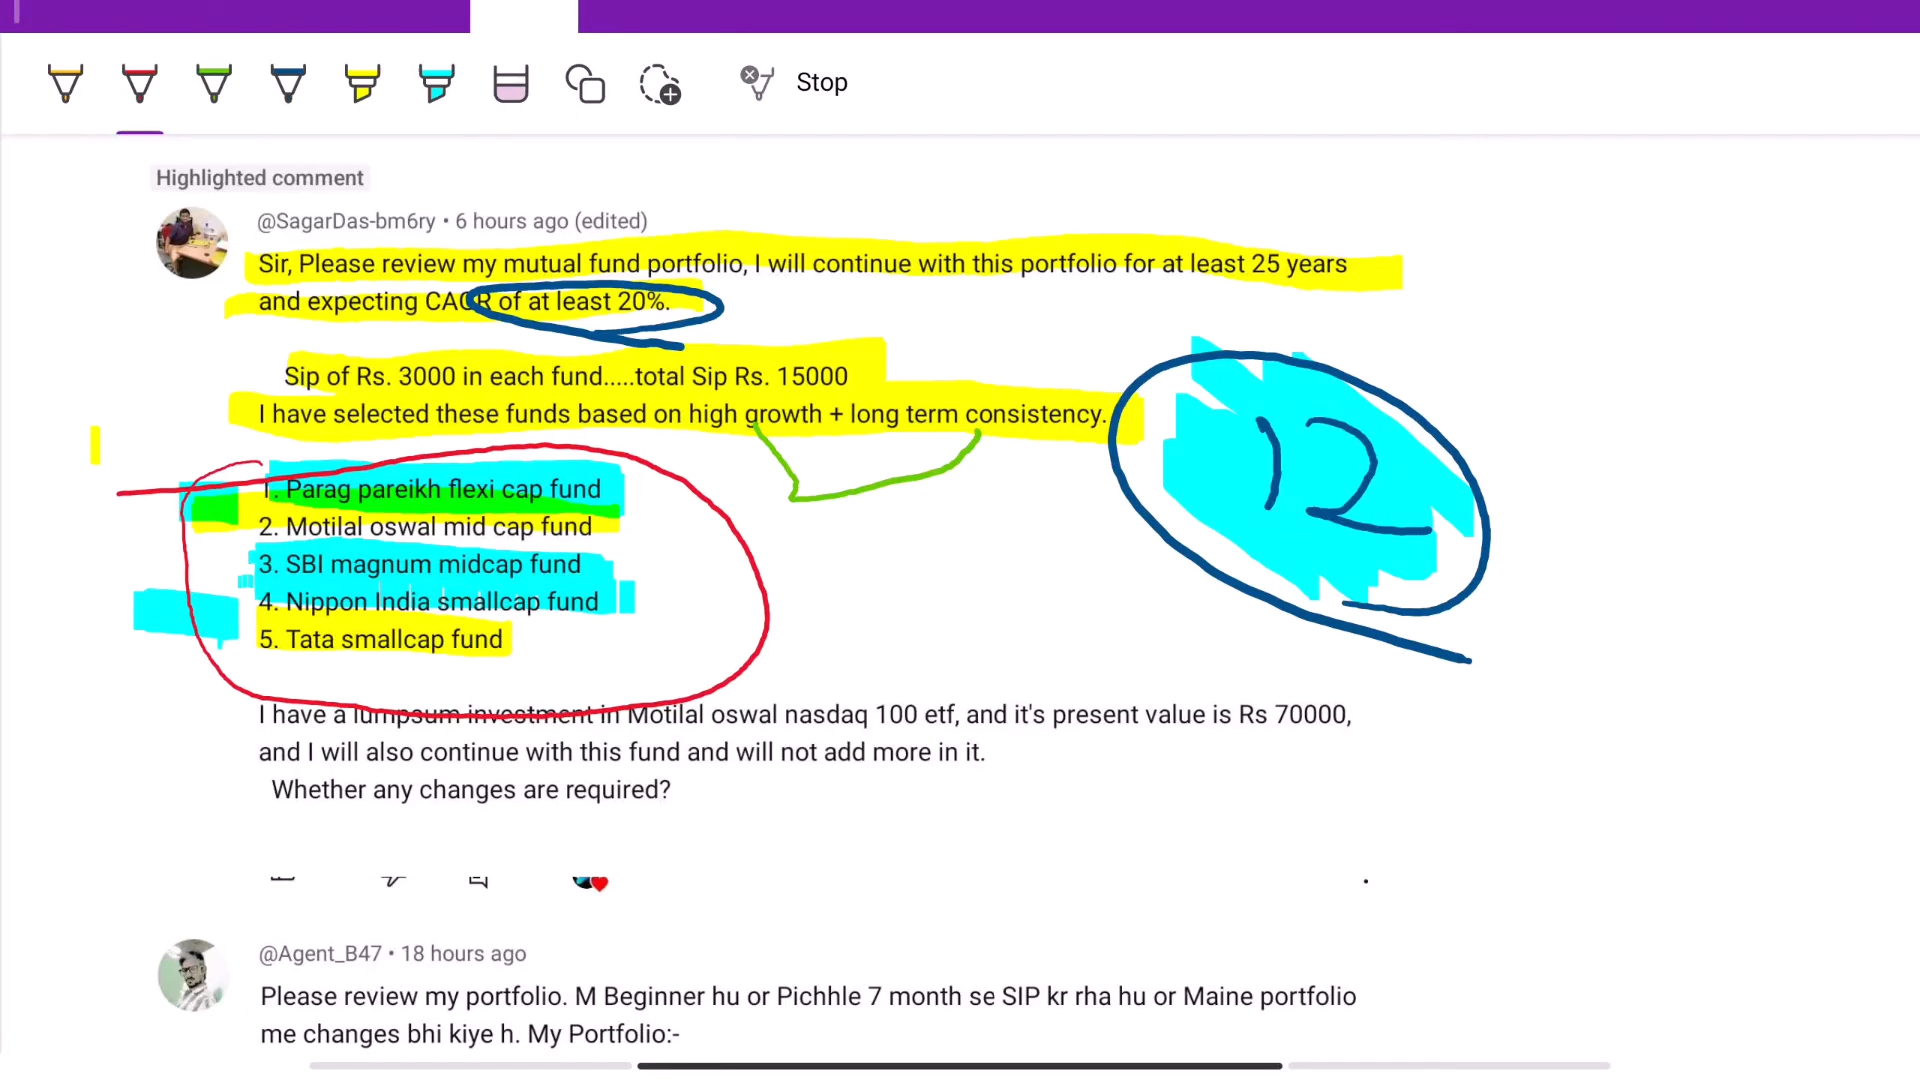 Stop
Highlighted comment
@SagarDas-bm6ry • 6 hours ago (edited)
Sir, Please review my mutual fund portfolio, I will continue with this portfolio for at least 25 years
and expecting CAGR of at least 20%.
Sip of Rs. 3000 in each fund.....total Sip Rs. 15000
I have selected these funds based on high growth + long term consistency.
12
1. Parag pareikh flexi cap fund
2. Motilal oswal mid cap fund
3. SBI magnum midcap fund
4. Nippon India smallcap fund
5. Tata smallcap fund
I have a lumpsum investment in Motilal oswal nasdaq 100 etf, and it's present value is Rs 70000,
and I will also continue with this fund and will not add more in it.
Whether any changes are required?
@Agent_B47 • 18 hours ago
Please review my portfolio. M Beginner hu or Pichhle 7 month se SIP kr rha hu or Maine portfolio
me changes bhi kiye h. My Portfolio:-